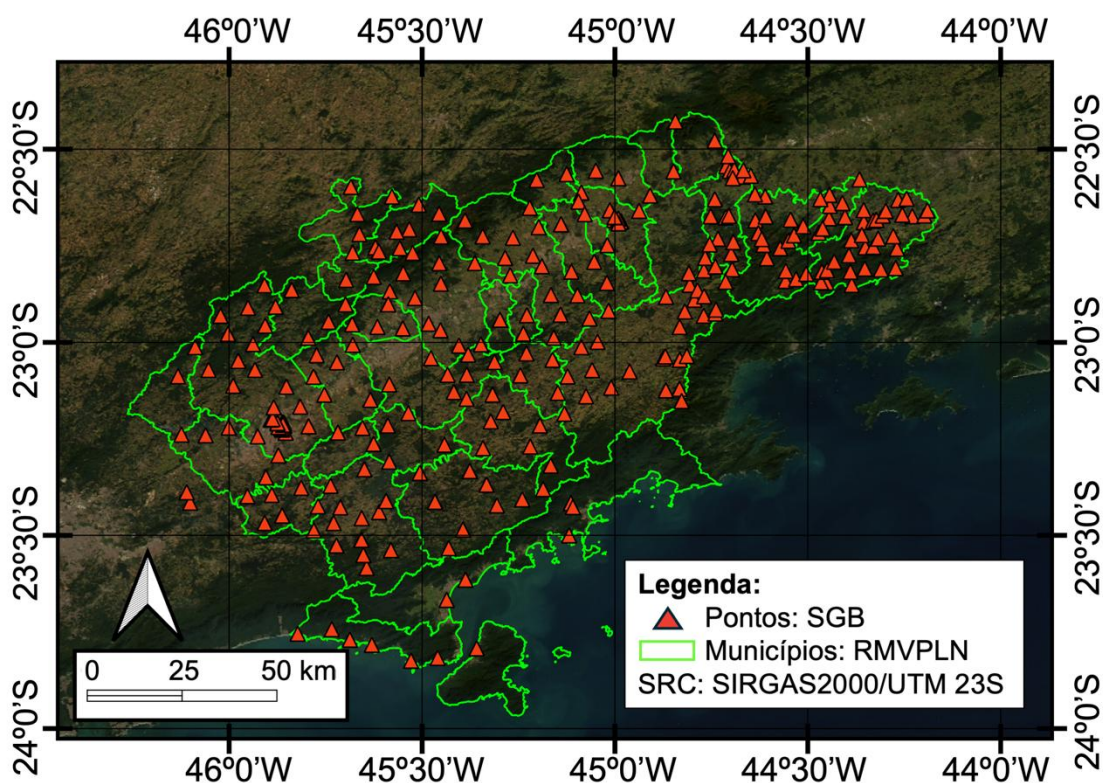 46º0'W 45º30'W 45º0'W 44º30'W 44º0'W
22º30'S 22º30'S
23º0'S 23º0'S
23º30'S 23º30'S
24º0'S 24º0'S
Legenda:
Pontos: SGB
Municípios: RMVPLN
SRC: SIRGAS2000/UTM 23S
0 25 50 km
46º0'W 45º30'W 45º0'W 44º30'W 44º0'W